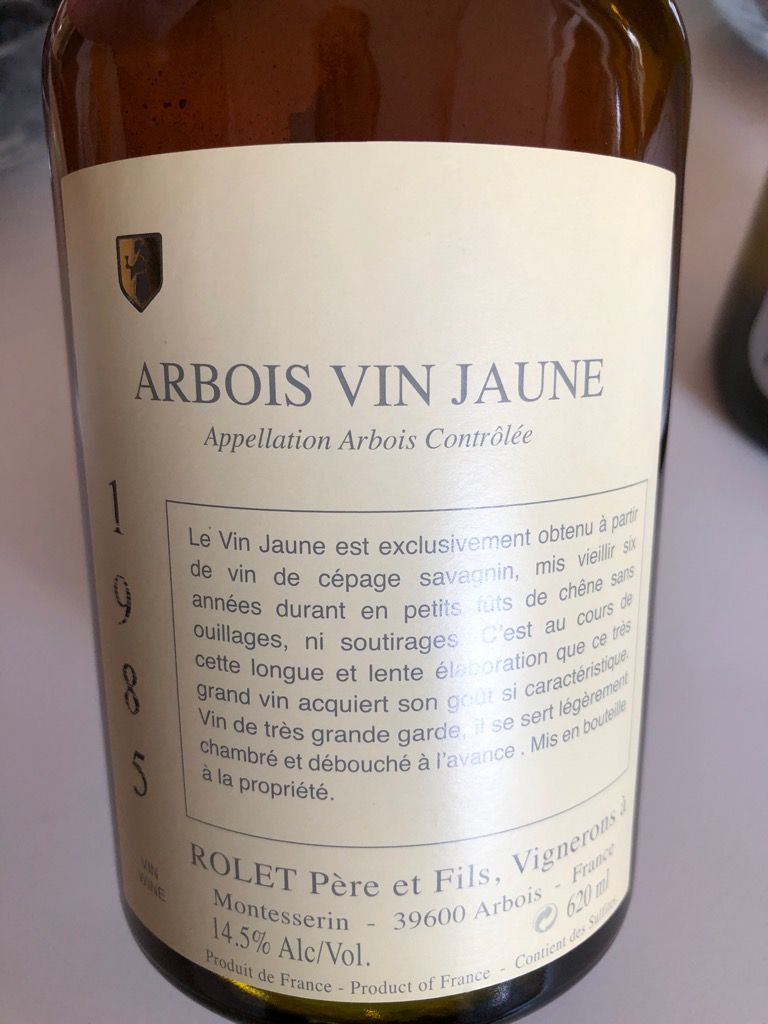 ARBOIS VIN JAUNE
Appellation Arbois Contrôlée
1
9
8
5
Le Vin Jaune est exclusivement obtenu à partir
de vin de cépage savagnin, mis vieillir six
années durant en petits fûts de chêne sans
ouillages, ni soutirages. C'est au cours de
cette longue et lente élaboration que ce très
grand vin acquiert son goût si caractéristique.
Vin de très grande garde, il se sert légèrement
chambré et débouché à l'avance . Mis en bouteille
à la propriété.
VIN
WINE
ROLET Père et Fils, Vignerons à
Montesserin - 39600 Arbois - France
14.5% Alc/Vol.
620 ml
Produit de France - Product of France - Contient des Sulfites